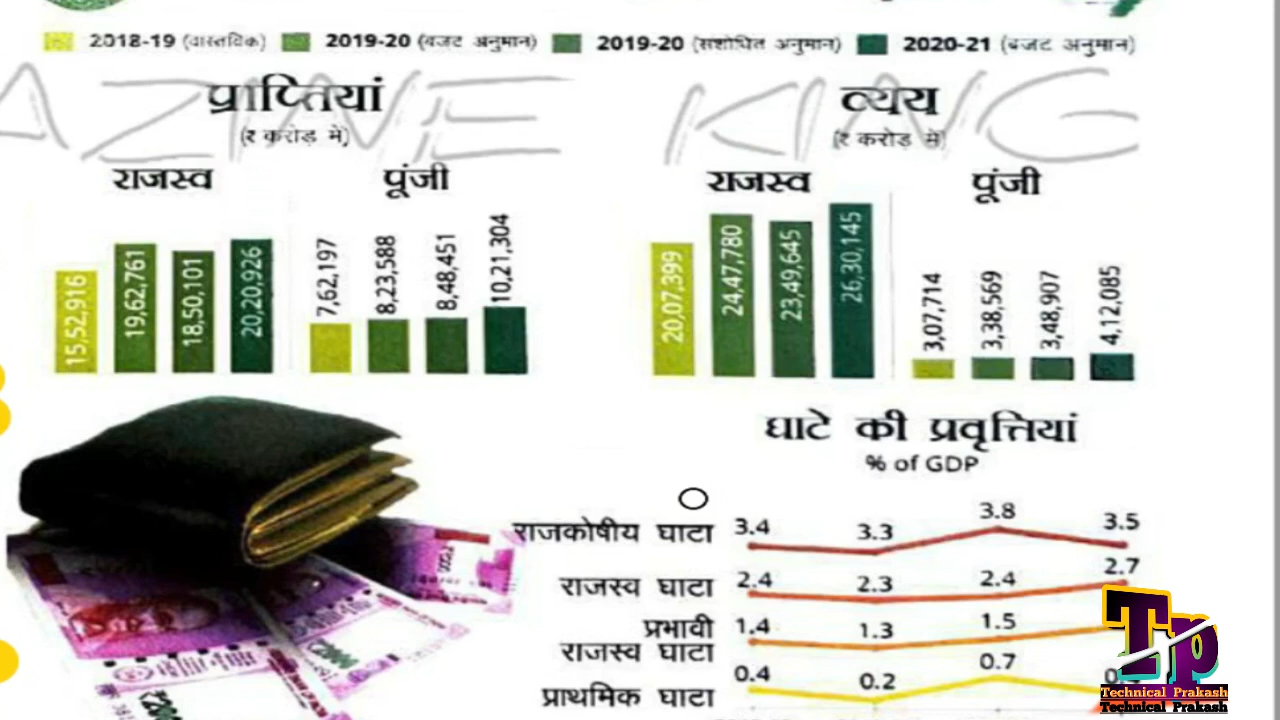 2018-19 (वास्तविक) 2019-20 (बजट अनुमान) 2019-20 (संशोधित अनुमान) 2020-21 (बजट अनुमान)
AZINE KING
प्राप्तियां
(₹ करोड़ में)
राजस्व
15,52,916
19,62,761
18,50,101
20,20,926
पूंजी
7,62,197
8,23,588
8,48,451
10,21,304
व्यय
(₹ करोड़ में)
राजस्व
20,07,399
24,47,780
23,49,645
26,30,145
पूंजी
3,07,714
3,38,569
3,48,907
4,12,085
घाटे की प्रवृत्तियां
% of GDP
राजकोषीय घाटा 3.4 3.3 3.8 3.5
राजस्व घाटा 2.4 2.3 2.4 2.7
प्रभावी
राजस्व घाटा 1.4 1.3 1.5
प्राथमिक घाटा 0.4 0.2 0.7
Tp
Technical Prakash
Technical Prakash